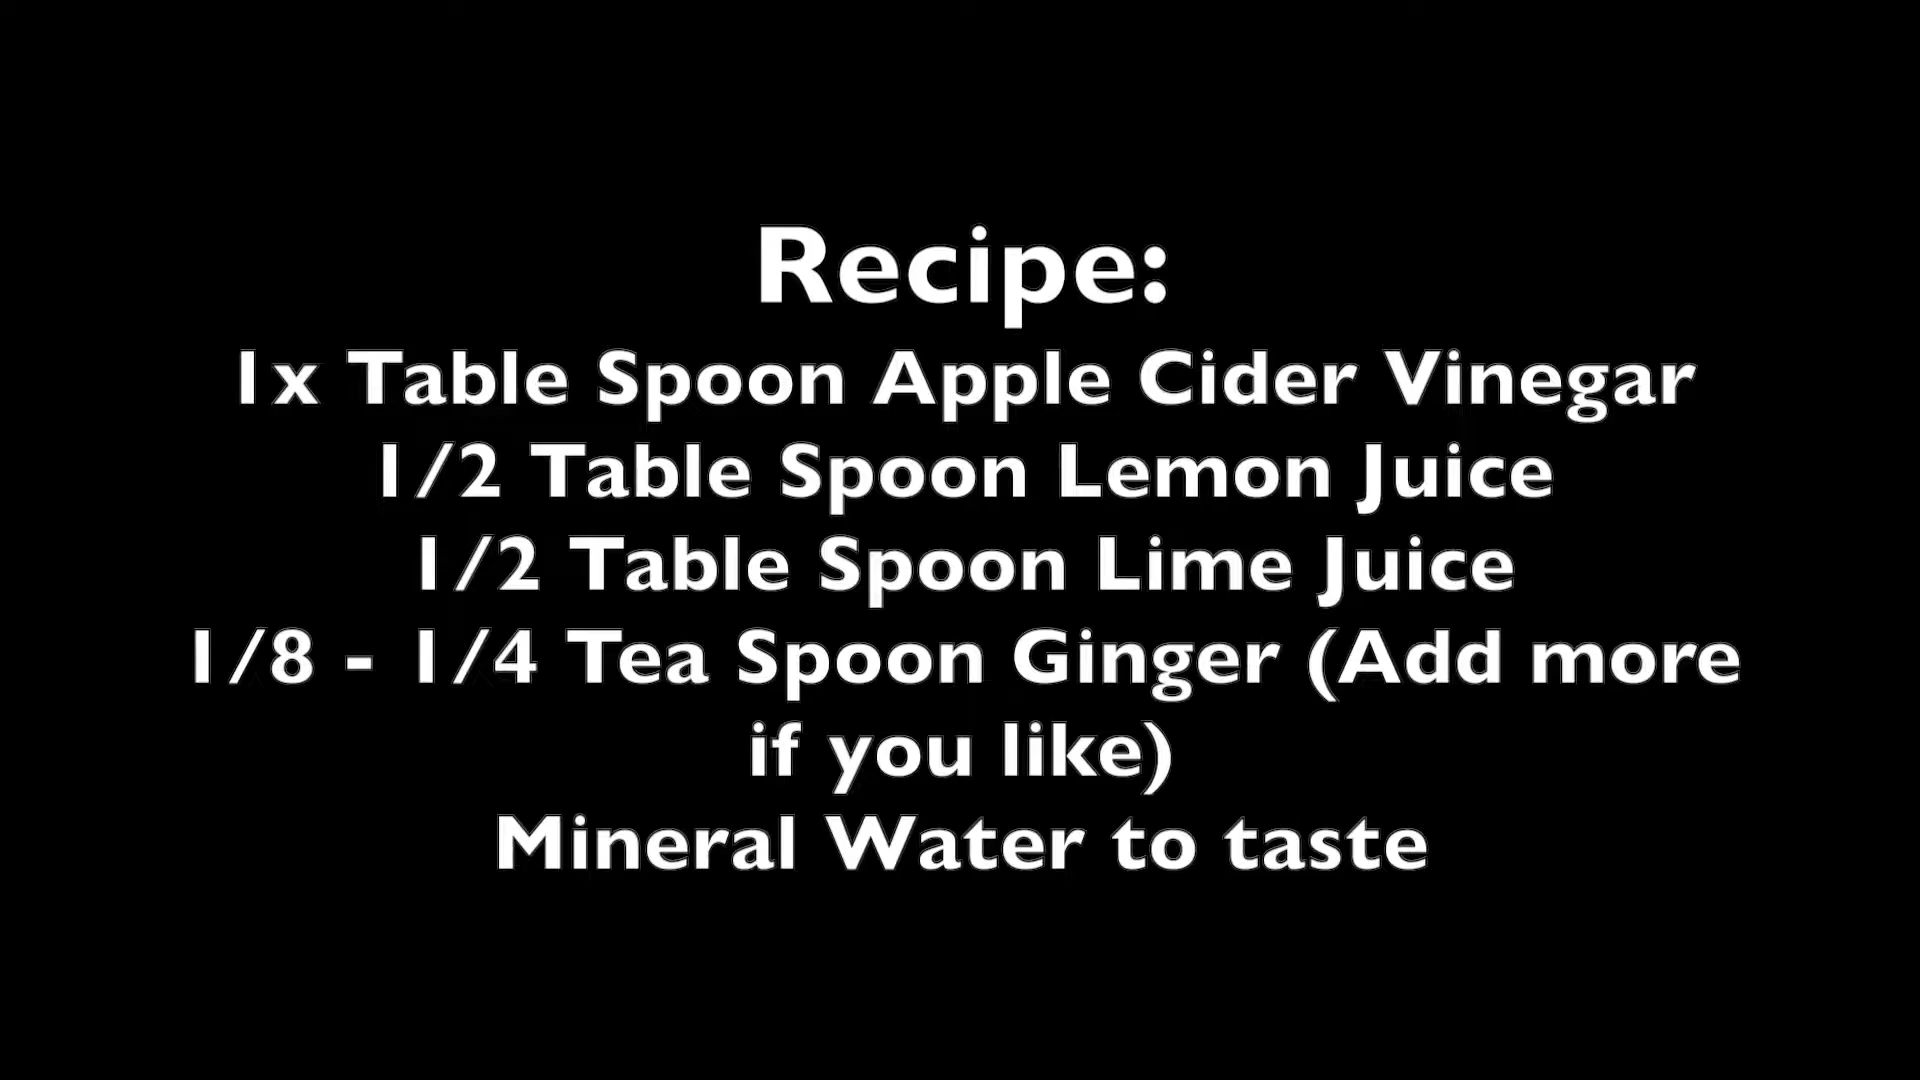 Recipe:
1x Table Spoon Apple Cider Vinegar
1/2 Table Spoon Lemon Juice
1/2 Table Spoon Lime Juice
1/8 - 1/4 Tea Spoon Ginger (Add more
if you like)
Mineral Water to taste